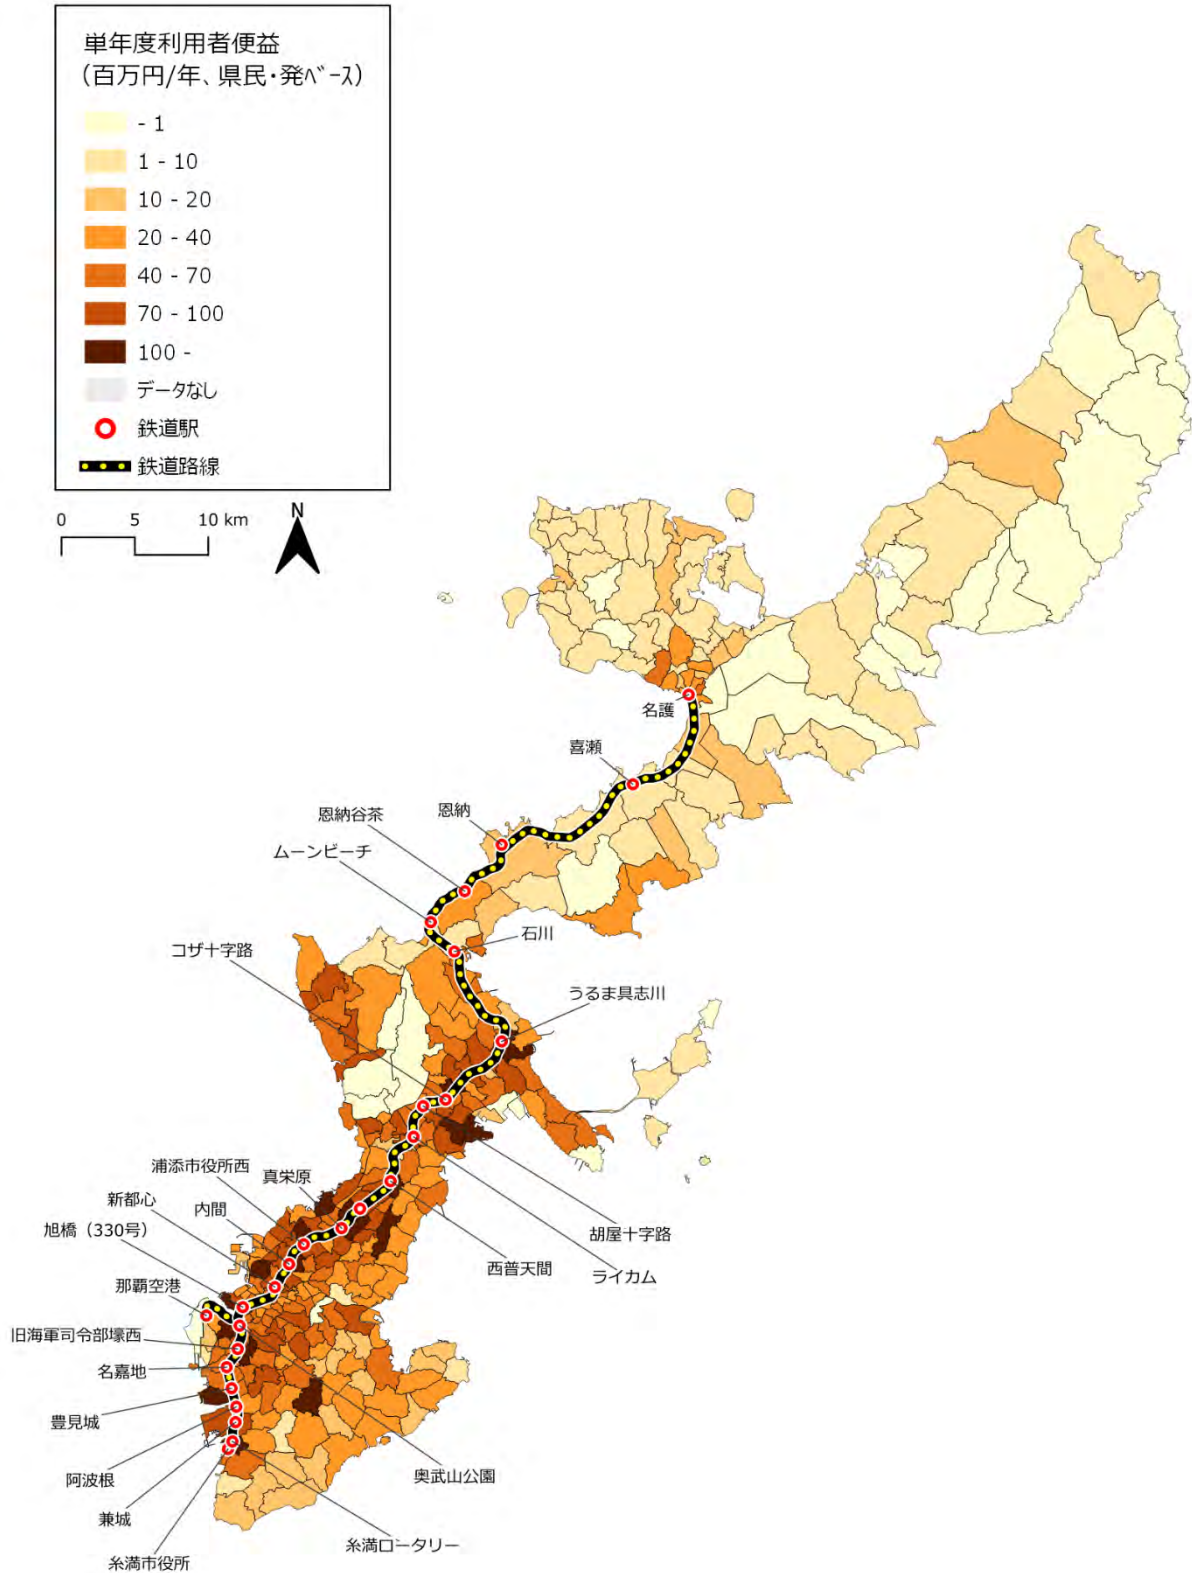 単年度利用者便益
(百万円/年、県民・発ベース)
- 1
1 - 10
10 - 20
20 - 40
40 - 70
70 - 100
100 -
データなし
鉄道駅
鉄道路線
0 5 10 km
N
名護
喜瀬
恩納
恩納谷茶
ムーンビーチ
石川
コザ十字路
うるま具志川
浦添市役所西
真栄原
新都心
内間
旭橋（330号）
那覇空港
胡屋十字路
西普天間
ライカム
旧海軍司令部壕西
名嘉地
豊見城
阿波根
奥武山公園
兼城
糸満ロータリー
糸満市役所